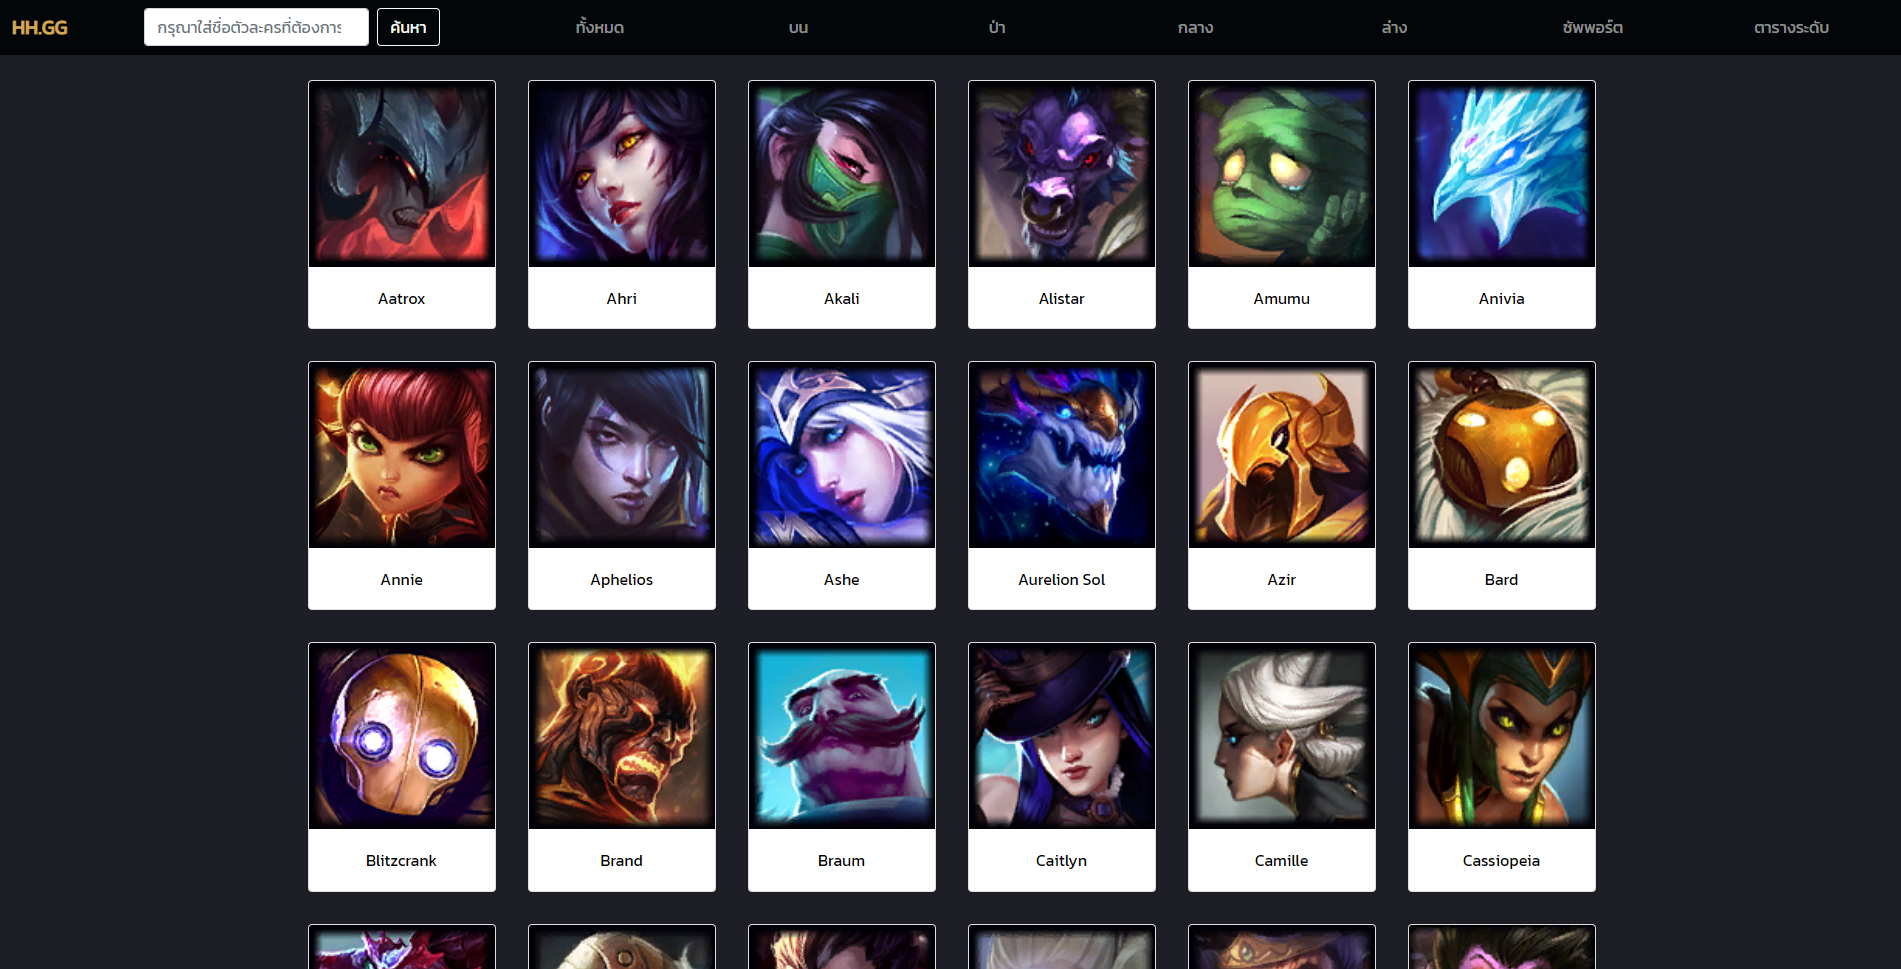 HH.GG กรุณาใส่ชื่อตัวละครที่ต้องการ ค้นหา ทั้งหมด บน ป่า กลาง ล่าง ซัพพอร์ต ตารางระดับ
Aatrox Ahri Akali Alistar Amumu Anivia
Annie Aphelios Ashe Aurelion Sol Azir Bard
Blitzcrank Brand Braum Caitlyn Camille Cassiopeia